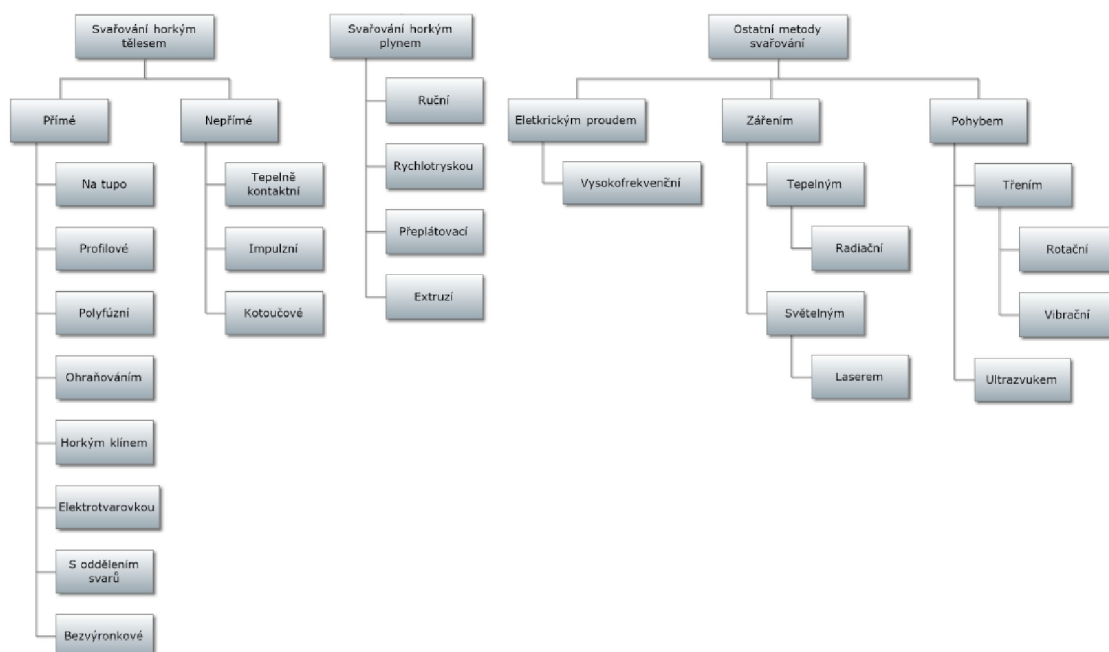 Svařování horkým
tělesem
Přímé
Nepřímé
Na tupo
Profilové
Polyfúzní
Ohraňováním
Horkým klínem
Elektrotvarovkou
S oddělením
svarů
Bezvýronkové
Tepelně
kontaktní
Impulzní
Kotoučové
Svařování horkým
plynem
Ruční
Rychlotryskou
Přeplátovací
Extruzí
Ostatní metody
svařování
Eletkrickým proudem
Vysokofrekvenční
Zářením
Tepelným
Radiační
Světelným
Laserem
Pohybem
Třením
Rotační
Vibrační
Ultrazvukem